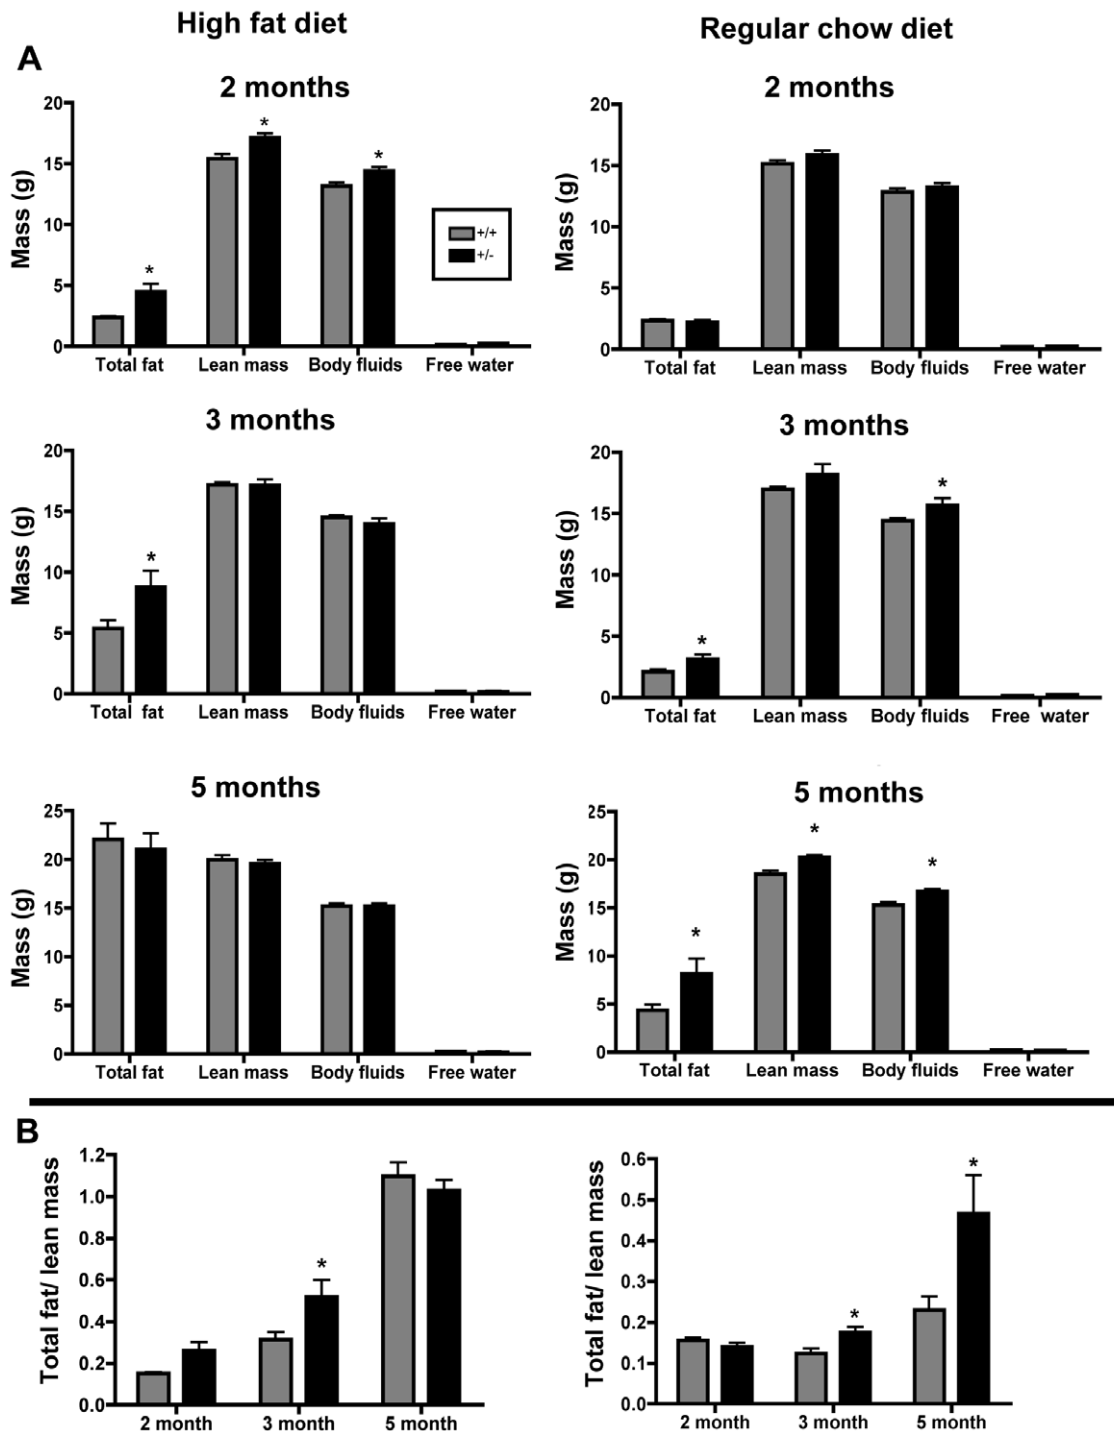 High fat diet
Regular chow diet
A
2 months
20
15
10
5
0
Mass (g)
*
*
*
+/+
+/-
Total fat
Lean mass
Body fluids
Free water
2 months
20
15
10
5
0
Mass (g)
Total fat
Lean mass
Body fluids
Free water
3 months
20
15
10
5
0
Mass (g)
*
Total fat
Lean mass
Body fluids
Free water
3 months
20
15
10
5
0
Mass (g)
*
*
Total fat
Lean mass
Body fluids
Free water
5 months
25
20
15
10
5
0
Mass (g)
Total fat
Lean mass
Body fluids
Free water
5 months
25
20
15
10
5
0
Mass (g)
*
*
*
Total fat
Lean mass
Body fluids
Free water
B
1.2
1.0
0.8
0.6
0.4
0.2
0.0
Total fat/ lean mass
*
2 month
3 month
5 month
0.6
0.5
0.4
0.3
0.2
0.1
0.0
Total fat/ lean mass
*
*
2 month
3 month
5 month